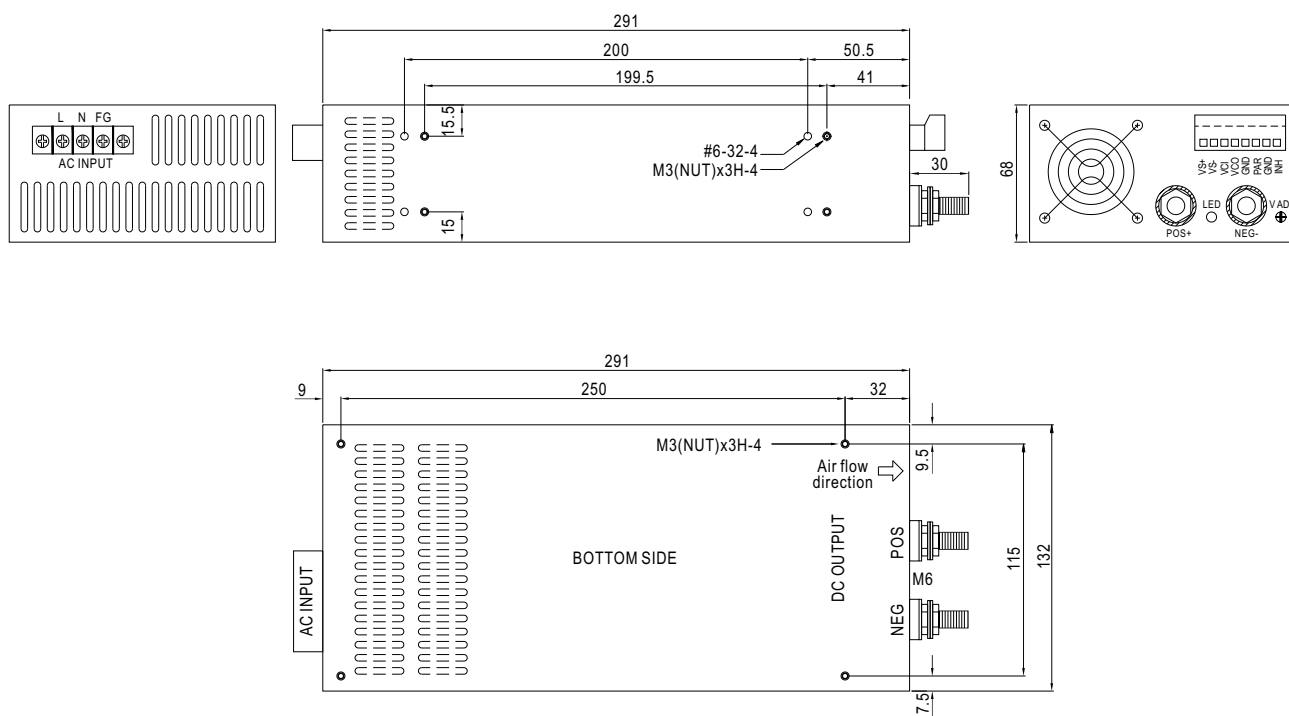 291
200
50.5
199.5
41
L N FG
AC INPUT
15.5
#6-32-4
M3(NUT)x3H-4
30
15
68
VS+
VS-
VCI
VCO
GND
PAR
GND
INH
LED
V AD
POS+
NEG-
291
9
250
32
M3(NUT)x3H-4
9.5
Air flow
direction
BOTTOM SIDE
AC INPUT
DC OUTPUT
POS
M6
NEG
115
132
7.5